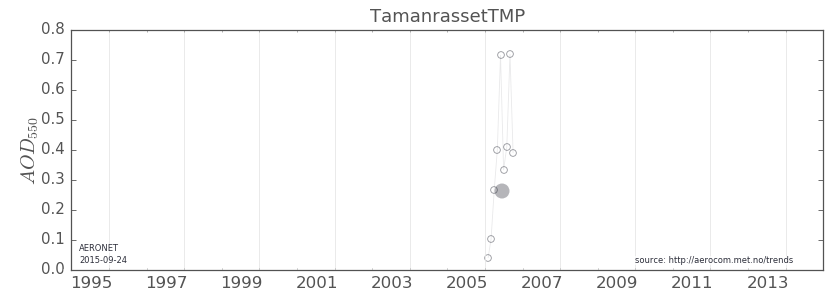 TamanrassetTMP
0.8
0.7
0.6
0.5
0.4
0.3
0.2
0.1
0.0
AOD550
AERONET
2015-09-24
source: http://aerocom.met.no/trends
1995 1997 1999 2001 2003 2005 2007 2009 2011 2013